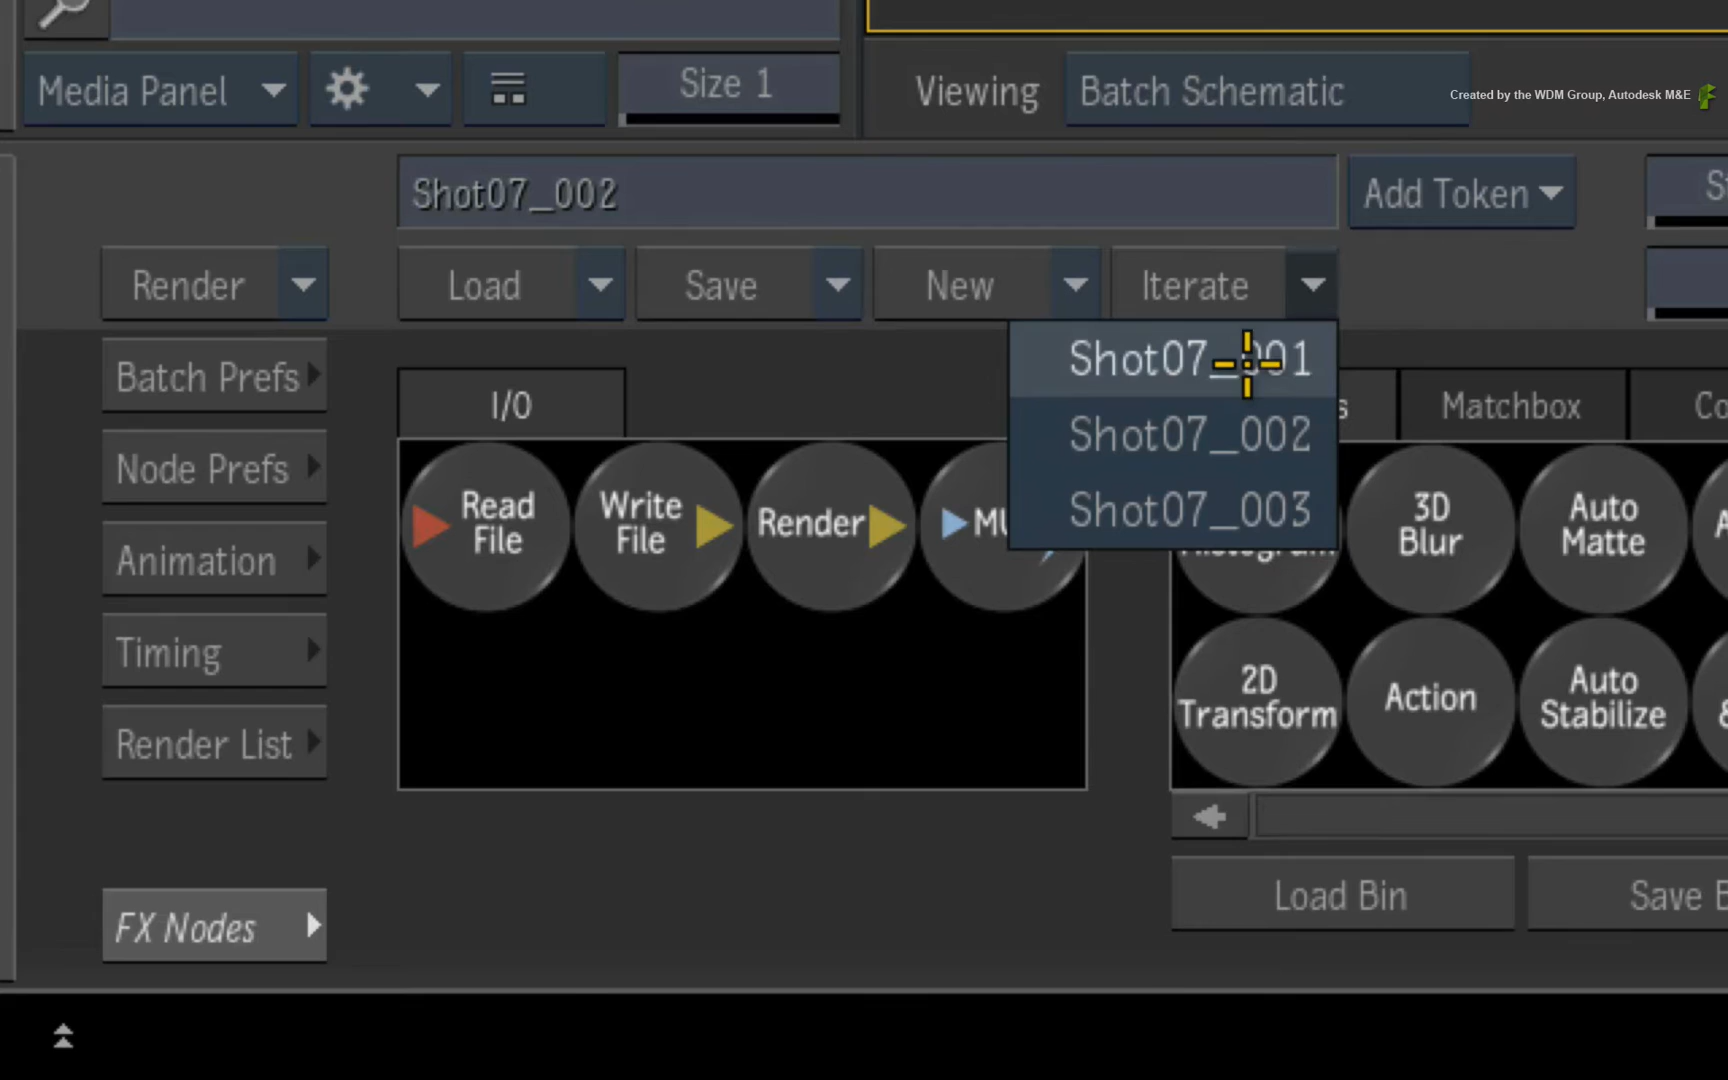 Media Panel
Size 1
Viewing
Batch Schematic
Created by the WDM Group, Autodesk M&E
Shot07_002
Add Token
Render
Load
Save
New
Iterate
Shot07_001
Shot07_002
Shot07_003
Batch Prefs
Node Prefs
Animation
Timing
Render List
FX Nodes
I/O
Matchbox
Read
File
Write
File
Render
3D
Blur
Auto
Matte
2D
Transform
Action
Auto
Stabilize
Load Bin
Save